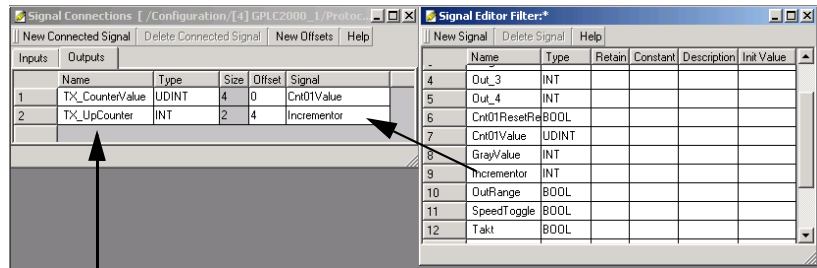 Signal Connections [ /Configuration/[4] GPLC2000_1/Protoc...
New Connected Signal Delete Connected Signal New Offsets Help
Inputs Outputs
Name Type Size Offset Signal
1 TX_CounterValue UDINT 4 0 Cnt01Value
2 TX_UpCounter INT 2 4 Incrementor
Signal Editor Filter:*
New Signal Delete Signal Help
Name Type Retain Constant Description Init Value
4 Out_3 INT
5 Out_4 INT
6 Cnt01ResetRe BOOL
7 Cnt01Value UDINT
8 GrayValue INT
9 Incrementor INT
10 OutRange BOOL
11 SpeedToggle BOOL
12 Takt BOOL